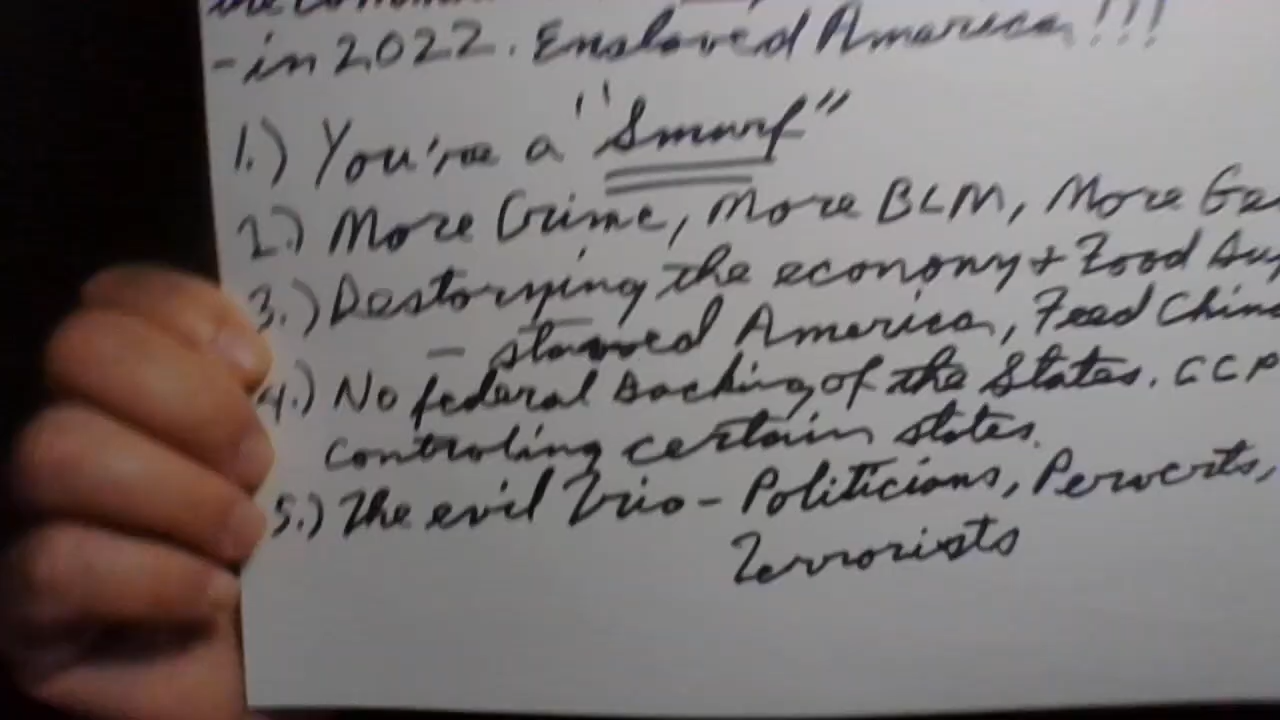 - in 2022. Enslaved America!!!
1.) You're a "Smurf"
2.) More Crime, More BLM, More
3.) Destorying the economy + Food
- starved America, Feed
4.) No federal backing of the States. CCP
controling certain states.
5.) The evil Trio - Politicians, Perverts,
Terrorists